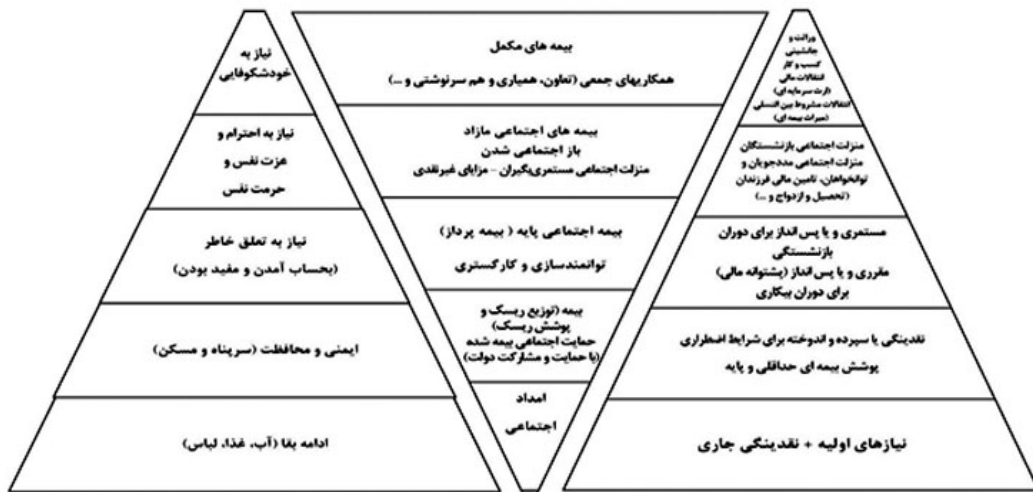 وراثت و
جانشینی
کسب و کار
انتقالات مالی
(ارث سرمایه ای)
انتقالات مشروط بین النسلی
(میراث بیمه ای)
منزلت اجتماعی بازنشستگان
منزلت اجتماعی مددجویان و
توانخواهان، تامین مالی فرزندان
(تحصیل و ازدواج و ...)
مستمری و یا پس انداز برای دوران
بازنشستگی
مقرری و یا پس انداز (پشتوانه مالی)
برای دوران بیکاری
نقدینگی یا سپرده و اندوخته برای شرایط اضطراری
پوشش بیمه ای حداقلی و پایه
نیازهای اولیه + نقدینگی جاری
بیمه های مکمل
همکاریهای جمعی (تعاون، همیاری و هم سرنوشتی و ...)
بیمه های اجتماعی مازاد
باز اجتماعی شدن
منزلت اجتماعی مستمری‌بگیران - مزایای غیرنقدی
بیمه اجتماعی پایه ( بیمه پرداز)
توانمندسازی و کارگستری
بیمه (توزیع ریسک و
پوشش ریسک)
حمایت اجتماعی بیمه شده
(با حمایت و مشارکت دولت)
امداد
اجتماعی
نیاز به
خودشکوفایی
نیاز به احترام و
عزت نفس و
حرمت نفس
نیاز به تعلق خاطر
(بحساب آمدن و مفید بودن)
ایمنی و محافظت (سرپناه و مسکن)
ادامه بقا (آب، غذا، لباس)